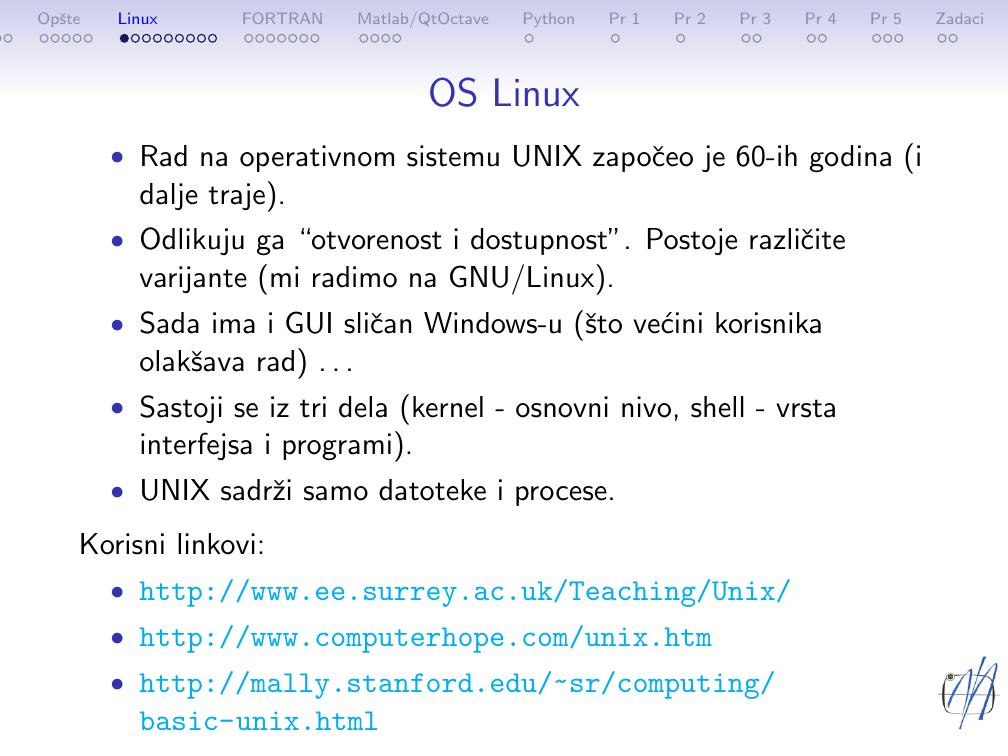 Opšte Linux FORTRAN Matlab/QtOctave Python Pr 1 Pr 2 Pr 3 Pr 4 Pr 5 Zadaci
OS Linux
• Rad na operativnom sistemu UNIX započeo je 60-ih godina (i
dalje traje).
• Odlikuju ga “otvorenost i dostupnost”. Postoje različite
varijante (mi radimo na GNU/Linux).
• Sada ima i GUI sličan Windows-u (što većini korisnika
olakšava rad) . . .
• Sastoji se iz tri dela (kernel - osnovni nivo, shell - vrsta
interfejsa i programi).
• UNIX sadrži samo datoteke i procese.
Korisni linkovi:
• http://www.ee.surrey.ac.uk/Teaching/Unix/
• http://www.computerhope.com/unix.htm
• http://mally.stanford.edu/~sr/computing/
basic-unix.html